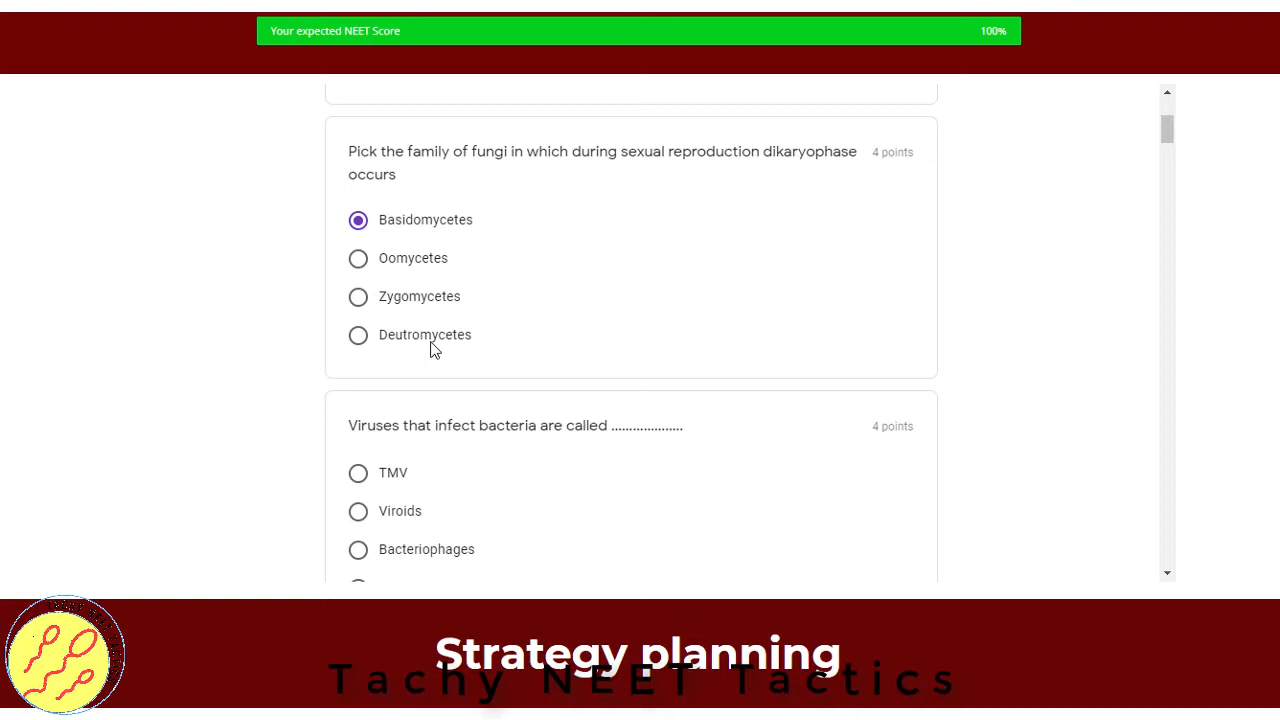 Your expected NEET Score 100%
Pick the family of fungi in which during sexual reproduction dikaryophase 4 points
occurs
Basidomycetes
Oomycetes
Zygomycetes
Deutromycetes
Viruses that infect bacteria are called ................... 4 points
TMV
Viroids
Bacteriophages
Strategy planning
Tachy NEET Tactics